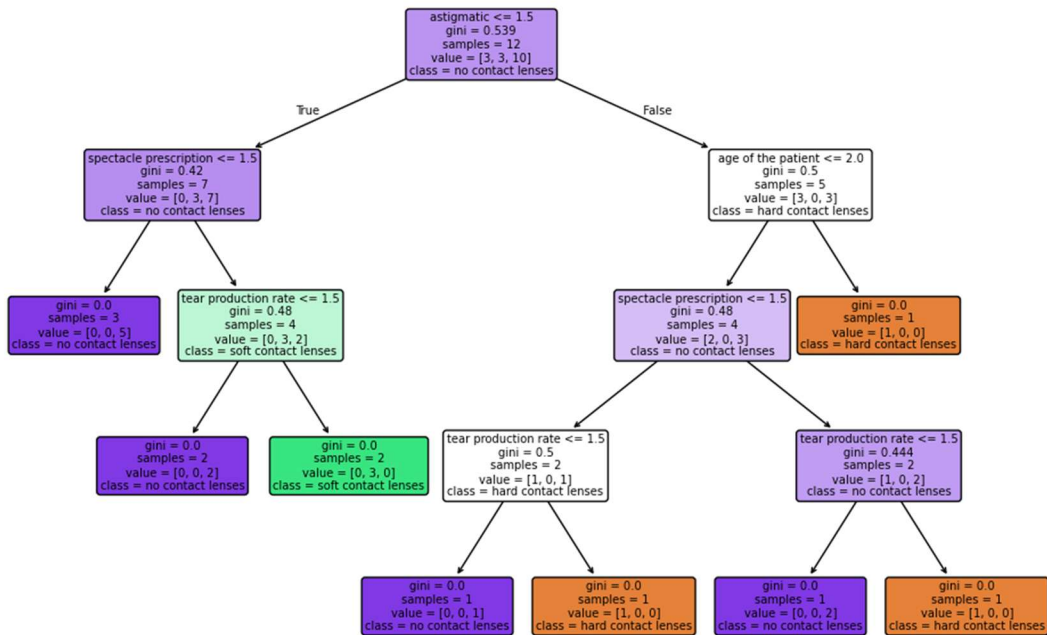 astigmatic <= 1.5
gini = 0.539
samples = 12
value = [3, 3, 10]
class = no contact lenses
True
False
spectacle prescription <= 1.5
gini = 0.42
samples = 7
value = [0, 3, 7]
class = no contact lenses
age of the patient <= 2.0
gini = 0.5
samples = 5
value = [3, 0, 3]
class = hard contact lenses
gini = 0.0
samples = 3
value = [0, 0, 5]
class = no contact lenses
tear production rate <= 1.5
gini = 0.48
samples = 4
value = [0, 3, 2]
class = soft contact lenses
spectacle prescription <= 1.5
gini = 0.48
samples = 4
value = [2, 0, 3]
class = no contact lenses
gini = 0.0
samples = 1
value = [1, 0, 0]
class = hard contact lenses
gini = 0.0
samples = 2
value = [0, 0, 2]
class = no contact lenses
gini = 0.0
samples = 2
value = [0, 3, 0]
class = soft contact lenses
tear production rate <= 1.5
gini = 0.5
samples = 2
value = [1, 0, 1]
class = hard contact lenses
tear production rate <= 1.5
gini = 0.444
samples = 2
value = [1, 0, 2]
class = no contact lenses
gini = 0.0
samples = 1
value = [0, 0, 1]
class = no contact lenses
gini = 0.0
samples = 1
value = [1, 0, 0]
class = hard contact lenses
gini = 0.0
samples = 1
value = [0, 0, 2]
class = no contact lenses
gini = 0.0
samples = 1
value = [1, 0, 0]
class = hard contact lenses